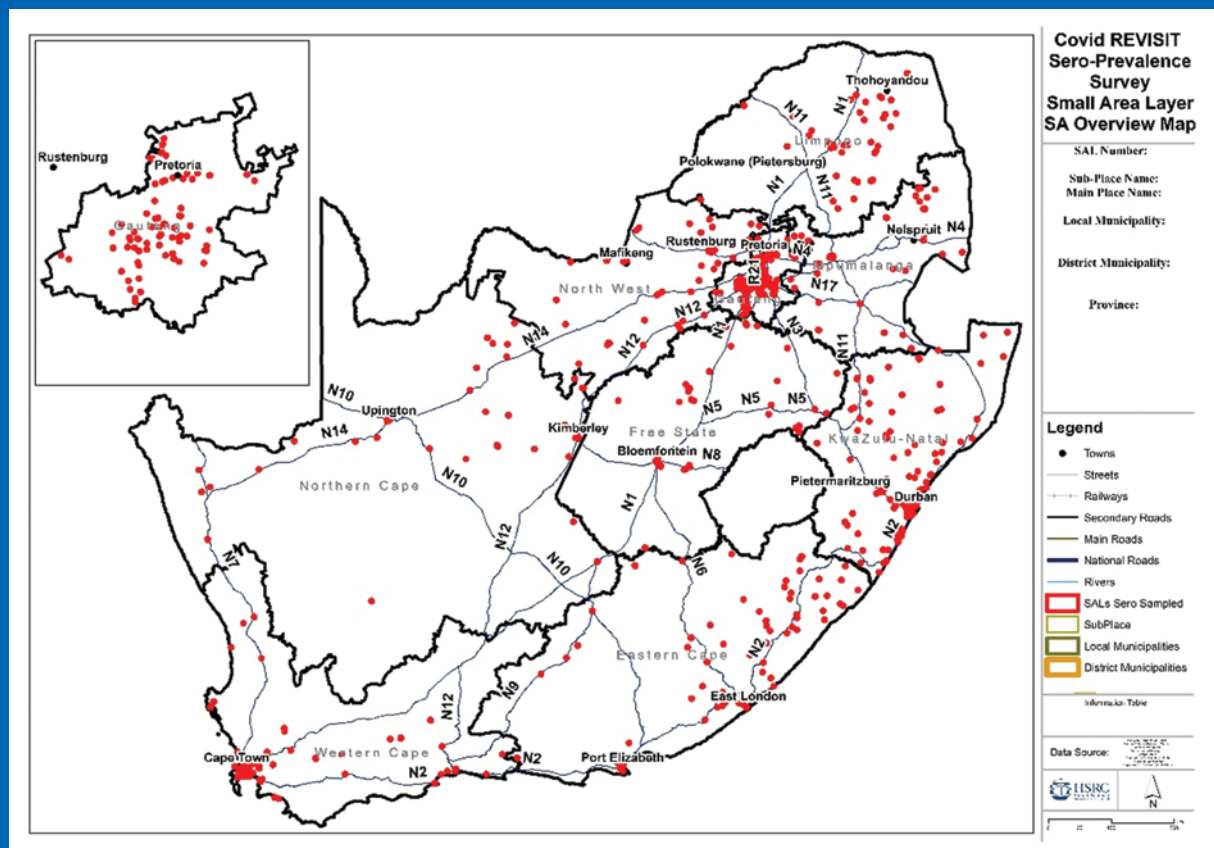 Rustenburg
Pretoria
Gauteng
Thohoyandou
N1
N11
Limpopo
Polokwane (Pietersburg)
N1
N11
Nelspruit
N4
Rustenburg
Pretoria
N4
Mafikeng
R21
Mpumalanga
North West
N17
Gauteng
N12
N1
N3
N14
N12
N11
N10
N5
N5
N5
Upington
N14
Kimberley
Free State
KwaZulu-Natal
Bloemfontein
N8
N10
Pietermaritzburg
Northern Cape
Durban
N1
N12
N2
N7
N10
N6
Eastern Cape
N2
N9
East London
N12
Western Cape
Cape Town
N2
N2
Port Elizabeth
Covid REVISIT
Sero-Prevalence
Survey
Small Area Layer
SA Overview Map
SAL Number:
Sub-Place Name:
Main Place Name:
Local Municipality:
District Municipality:
Province:
Legend
Towns
Streets
Railways
Secondary Roads
Main Roads
National Roads
Rivers
SALs Sero Sampled
SubPlace
Local Municipalities
District Municipalities
Information Table
Data Source:
HSRC
N